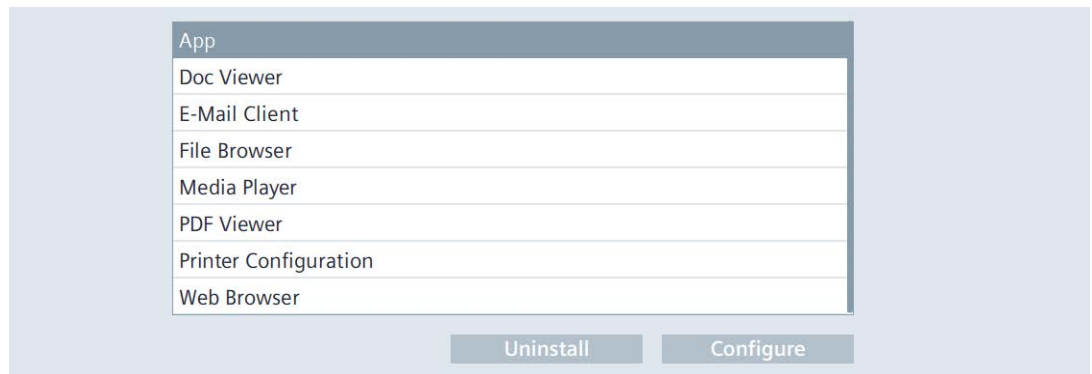 App
Doc Viewer
E-Mail Client
File Browser
Media Player
PDF Viewer
Printer Configuration
Web Browser
Uninstall Configure